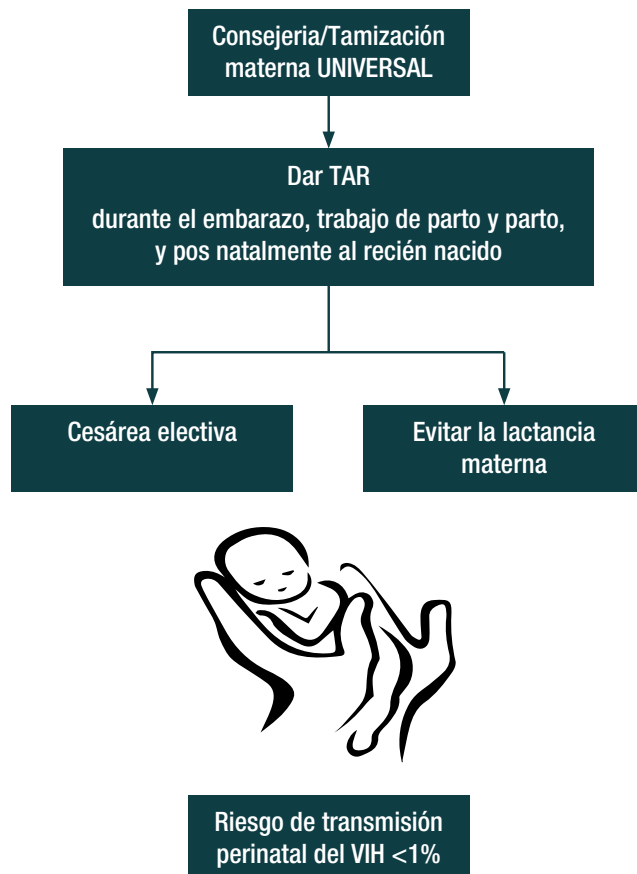 Consejeria/Tamización
materna UNIVERSAL
Dar TAR
durante el embarazo, trabajo de parto y parto,
y pos natalmente al recién nacido
Cesárea electiva
Evitar la lactancia
materna
Riesgo de transmisión
perinatal del VIH <1%